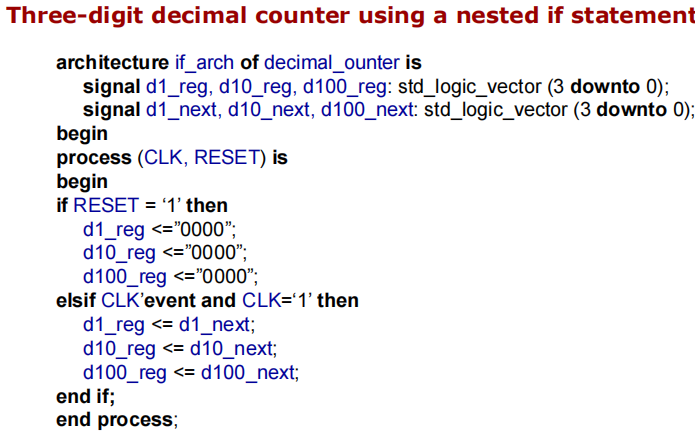 Three-digit decimal counter using a nested if statement
architecture if_arch of decimal_ounter is
signal d1_reg, d10_reg, d100_reg: std_logic_vector (3 downto 0);
signal d1_next, d10_next, d100_next: std_logic_vector (3 downto 0);
begin
process (CLK, RESET) is
begin
if RESET = ‘1’ then
d1_reg <=”0000”;
d10_reg <=”0000”;
d100_reg <=”0000”;
elsif CLK’event and CLK=‘1’ then
d1_reg <= d1_next;
d10_reg <= d10_next;
d100_reg <= d100_next;
end if;
end process;